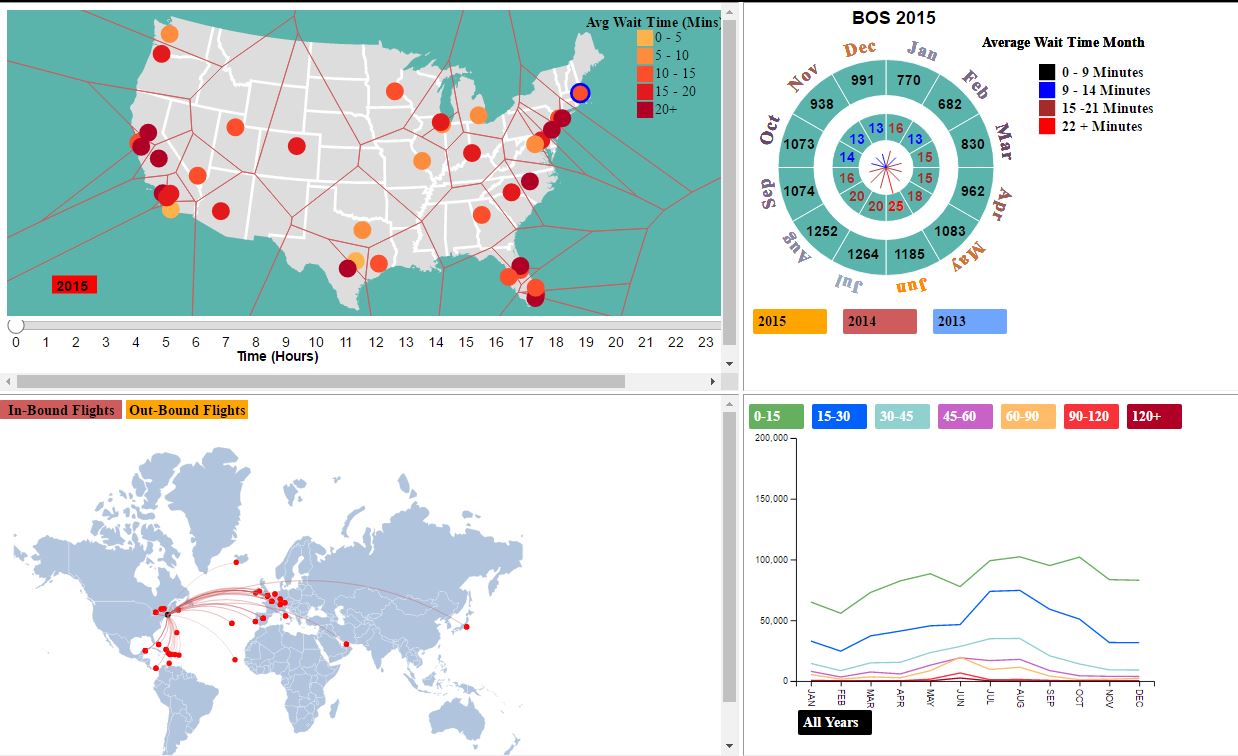 Avg Wait Time (Mins)
0 - 5
5 - 10
10 - 15
15 - 20
20+
2015
0 1 2 3 4 5 6 7 8 9 10 11 12 13 14 15 16 17 18 19 20 21 22 23
Time (Hours)
BOS 2015
Jan
Feb
Mar
Apr
May
Jun
Jul
Aug
Sep
Oct
Nov
Dec
770
682
830
962
1083
1185
1264
1252
1074
1073
938
991
16
13
15
15
18
25
20
20
16
14
13
13
Average Wait Time Month
0 - 9 Minutes
9 - 14 Minutes
15 -21 Minutes
22 + Minutes
2015 2014 2013
In-Bound Flights Out-Bound Flights
0-15 15-30 30-45 45-60 60-90 90-120 120+
200,000
150,000
100,000
50,000
0
JAN FEB MAR APR MAY JUN JUL AUG SEP OCT NOV DEC
All Years